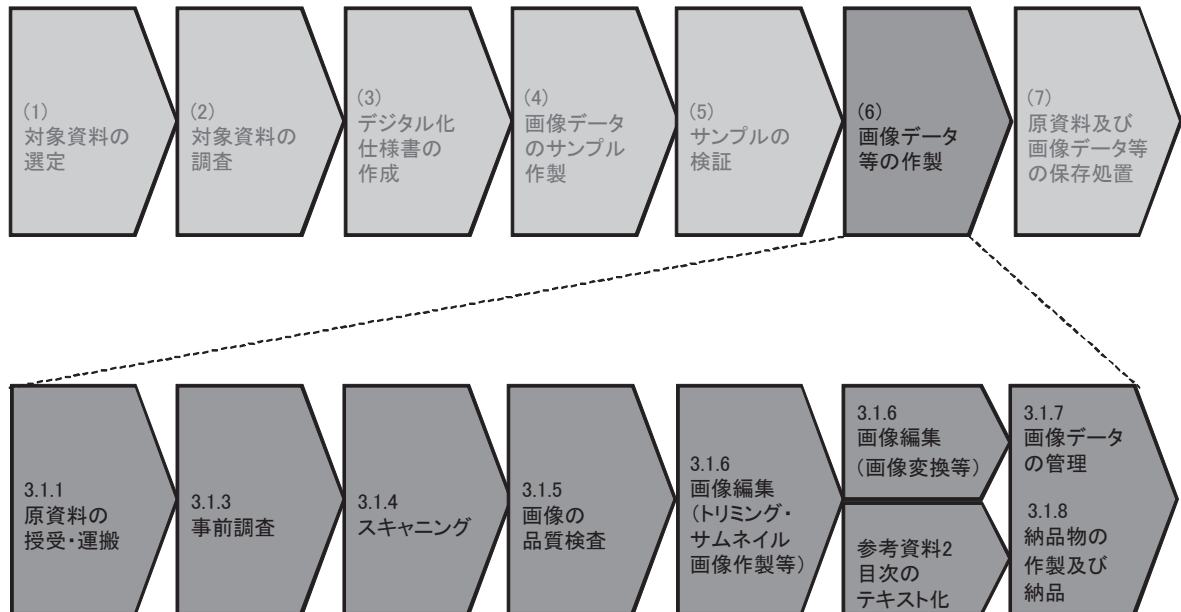 (1)
対象資料の
選定
(2)
対象資料の
調査
(3)
デジタル化
仕様書の
作成
(4)
画像データ
のサンプル
作製
(5)
サンプルの
検証
(6)
画像データ
等の作製
(7)
原資料及び
画像データ等
の保存処置
3.1.1
原資料の
授受・運搬
3.1.3
事前調査
3.1.4
スキャニング
3.1.5
画像の
品質検査
3.1.6
画像編集
(トリミング・
サムネイル
画像作製等)
3.1.6
画像編集
(画像変換等)
参考資料2
目次の
テキスト化
3.1.7
画像データ
の管理
3.1.8
納品物の
作製及び
納品